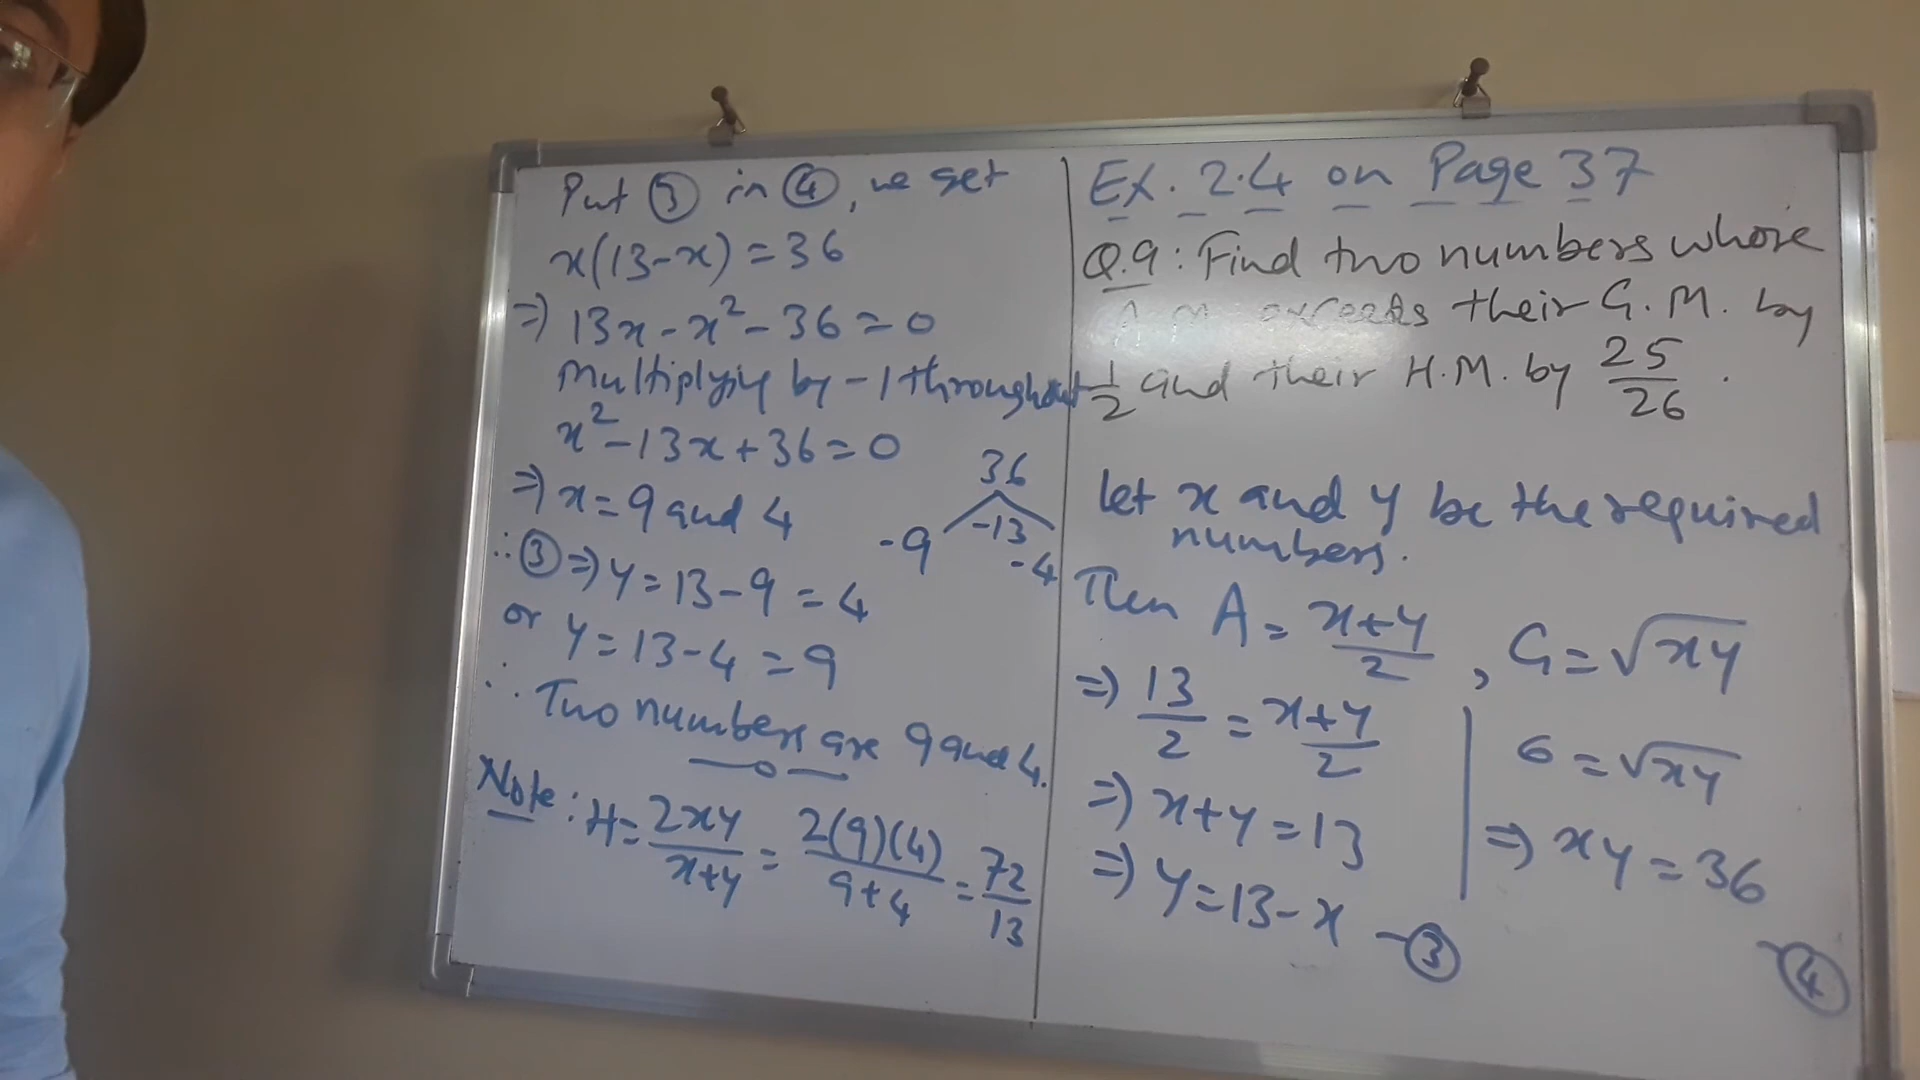 Put ③ in ④, we get
x(13-x)=36
⇒ 13x-x²-36=0
Multiplying by -1 throughout
x²-13x+36=0
⇒ x=9 and 4
36
-13
-9
-4
∴ ③ ⇒ y=13-9=4
or y=13-4=9
∴ Two numbers are 9 and 4.
Note: H=2xy/x+y = 2(9)(4)/9+4 = 72/13
Ex. 2.4 on Page 37
Q.9: Find two numbers whose
A.M. exceeds their G.M. by
1/2 and their H.M. by 25/26.
let x and y be the required
numbers.
Then A = x+y/2, G=√xy
⇒ 13/2 = x+y/2
6=√xy
⇒ x+y=13
⇒ xy=36
⇒ y=13-x -③
-④